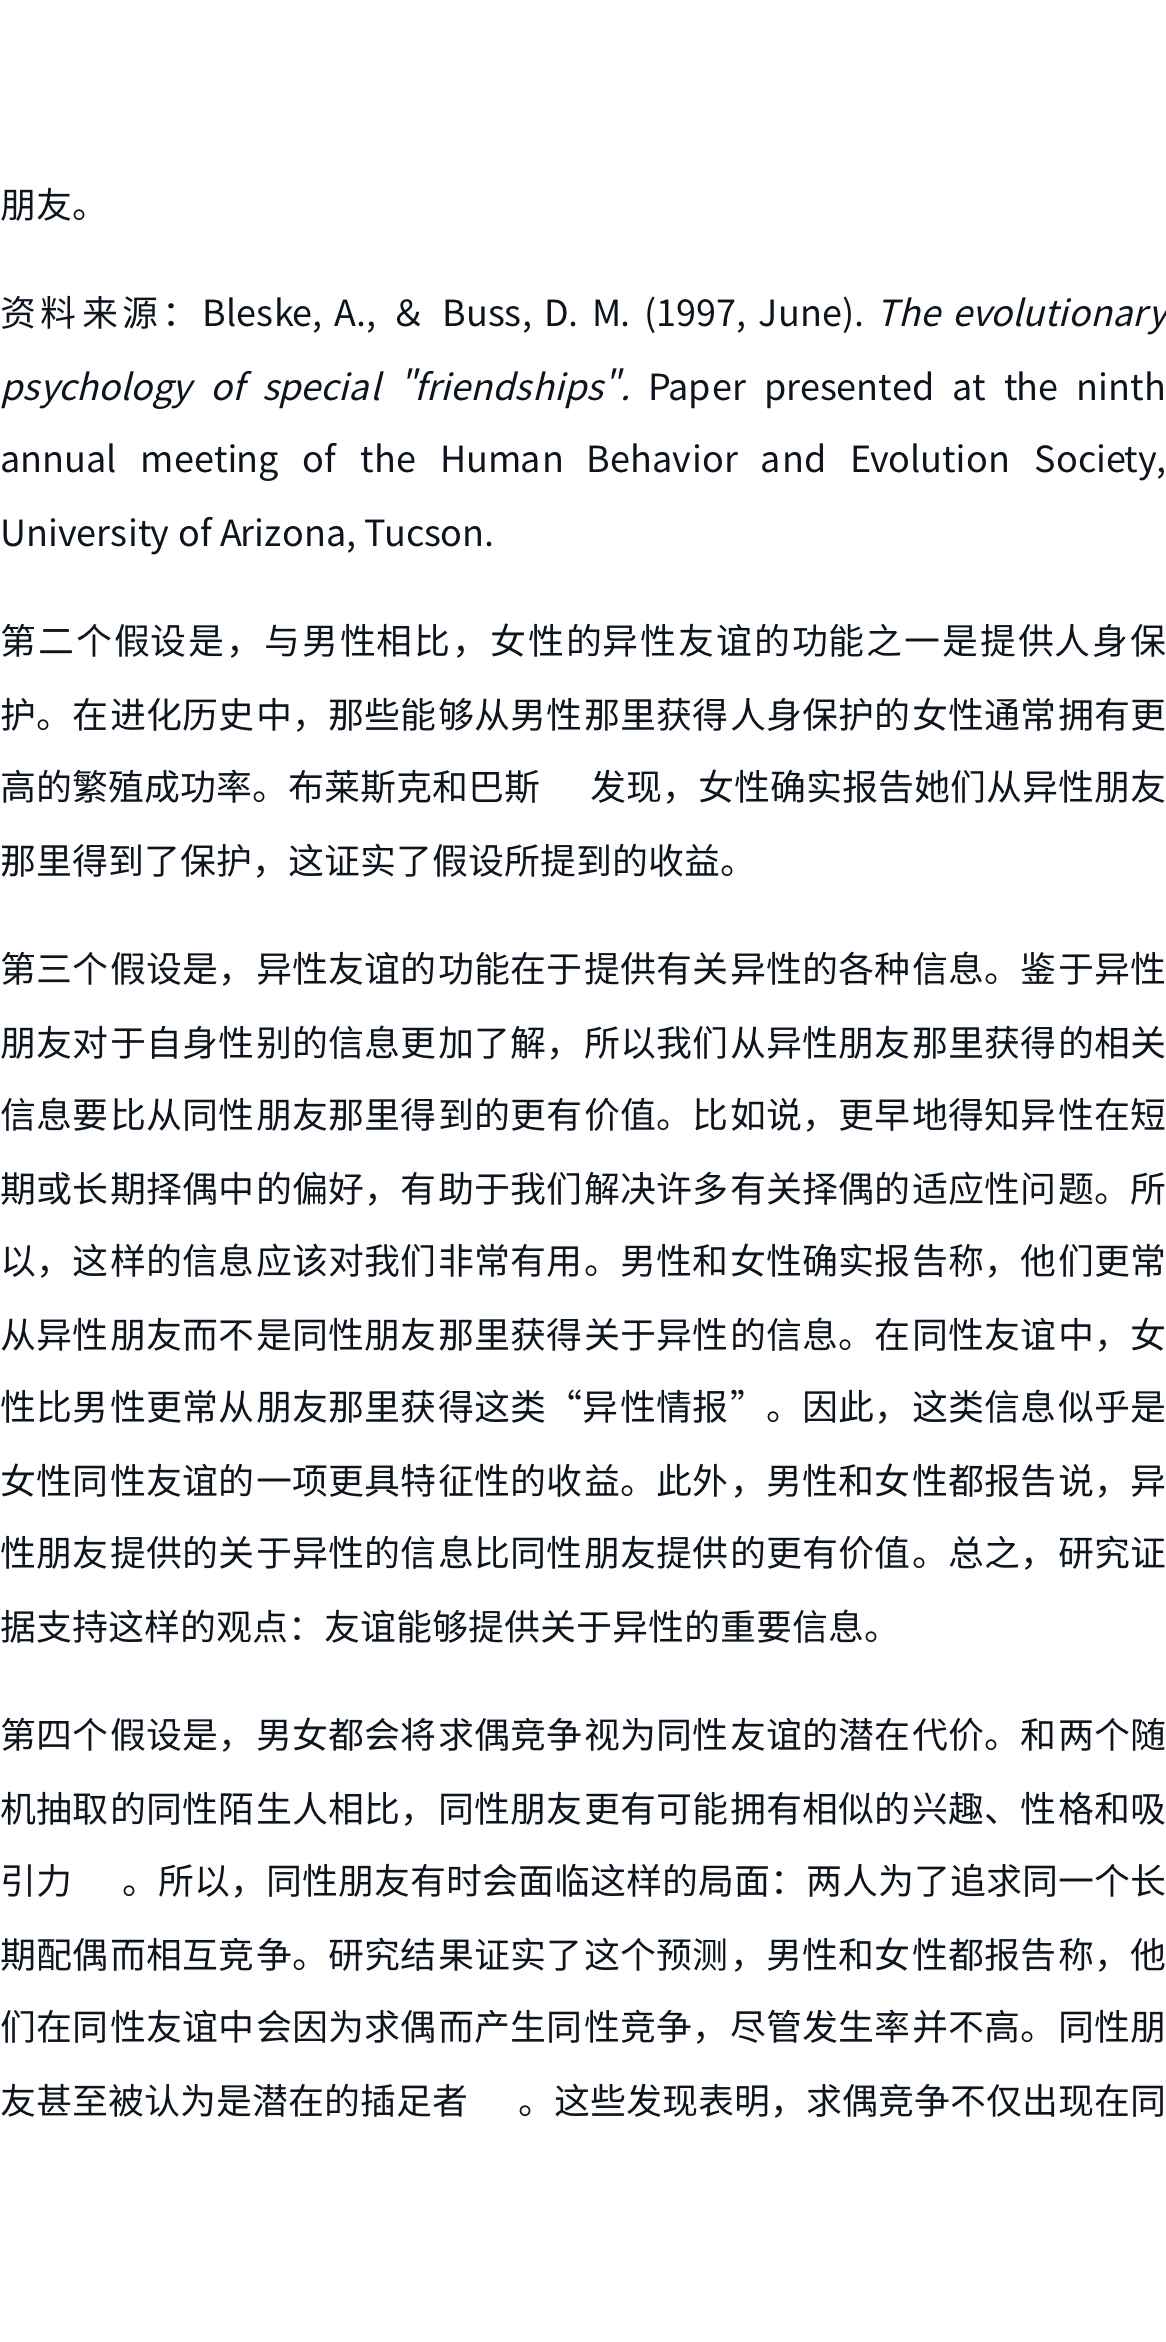 朋友。
资料来源：Bleske, A., & Buss, D. M. (1997, June). The evolutionary
psychology of special "friendships". Paper presented at the ninth
annual meeting of the Human Behavior and Evolution Society,
University of Arizona, Tucson.
第二个假设是，与男性相比，女性的异性友谊的功能之一是提供人身保
护。在进化历史中，那些能够从男性那里获得人身保护的女性通常拥有更
高的繁殖成功率。布莱斯克和巴斯 发现，女性确实报告她们从异性朋友
那里得到了保护，这证实了假设所提到的收益。
第三个假设是，异性友谊的功能在于提供有关异性的各种信息。鉴于异性
朋友对于自身性别的信息更加了解，所以我们从异性朋友那里获得的相关
信息要比从同性朋友那里得到的更有价值。比如说，更早地得知异性在短
期或长期择偶中的偏好，有助于我们解决许多有关择偶的适应性问题。所
以，这样的信息应该对我们非常有用。男性和女性确实报告称，他们更常
从异性朋友而不是同性朋友那里获得关于异性的信息。在同性友谊中，女
性比男性更常从朋友那里获得这类“异性情报”。因此，这类信息似乎是
女性同性友谊的一项更具特征性的收益。此外，男性和女性都报告说，异
性朋友提供的关于异性的信息比同性朋友提供的更有价值。总之，研究证
据支持这样的观点：友谊能够提供关于异性的重要信息。
第四个假设是，男女都会将求偶竞争视为同性友谊的潜在代价。和两个随
机抽取的同性陌生人相比，同性朋友更有可能拥有相似的兴趣、性格和吸
引力 。所以，同性朋友有时会面临这样的局面：两人为了追求同一个长
期配偶而相互竞争。研究结果证实了这个预测，男性和女性都报告称，他
们在同性友谊中会因为求偶而产生同性竞争，尽管发生率并不高。同性朋
友甚至被认为是潜在的插足者 。这些发现表明，求偶竞争不仅出现在同